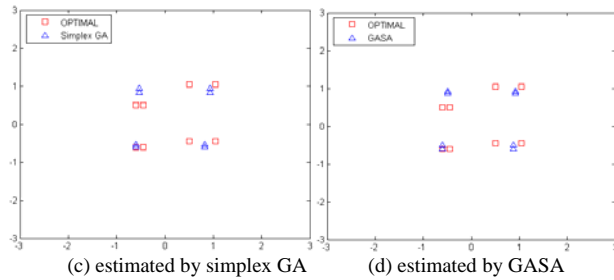 OPTIMAL
Simplex GA
3
2
1
0
-1
-2
-3
-3 -2 -1 0 1 2 3
(c) estimated by simplex GA
OPTIMAL
GASA
3
2
1
0
-1
-2
-3
-3 -2 -1 0 1 2 3
(d) estimated by GASA